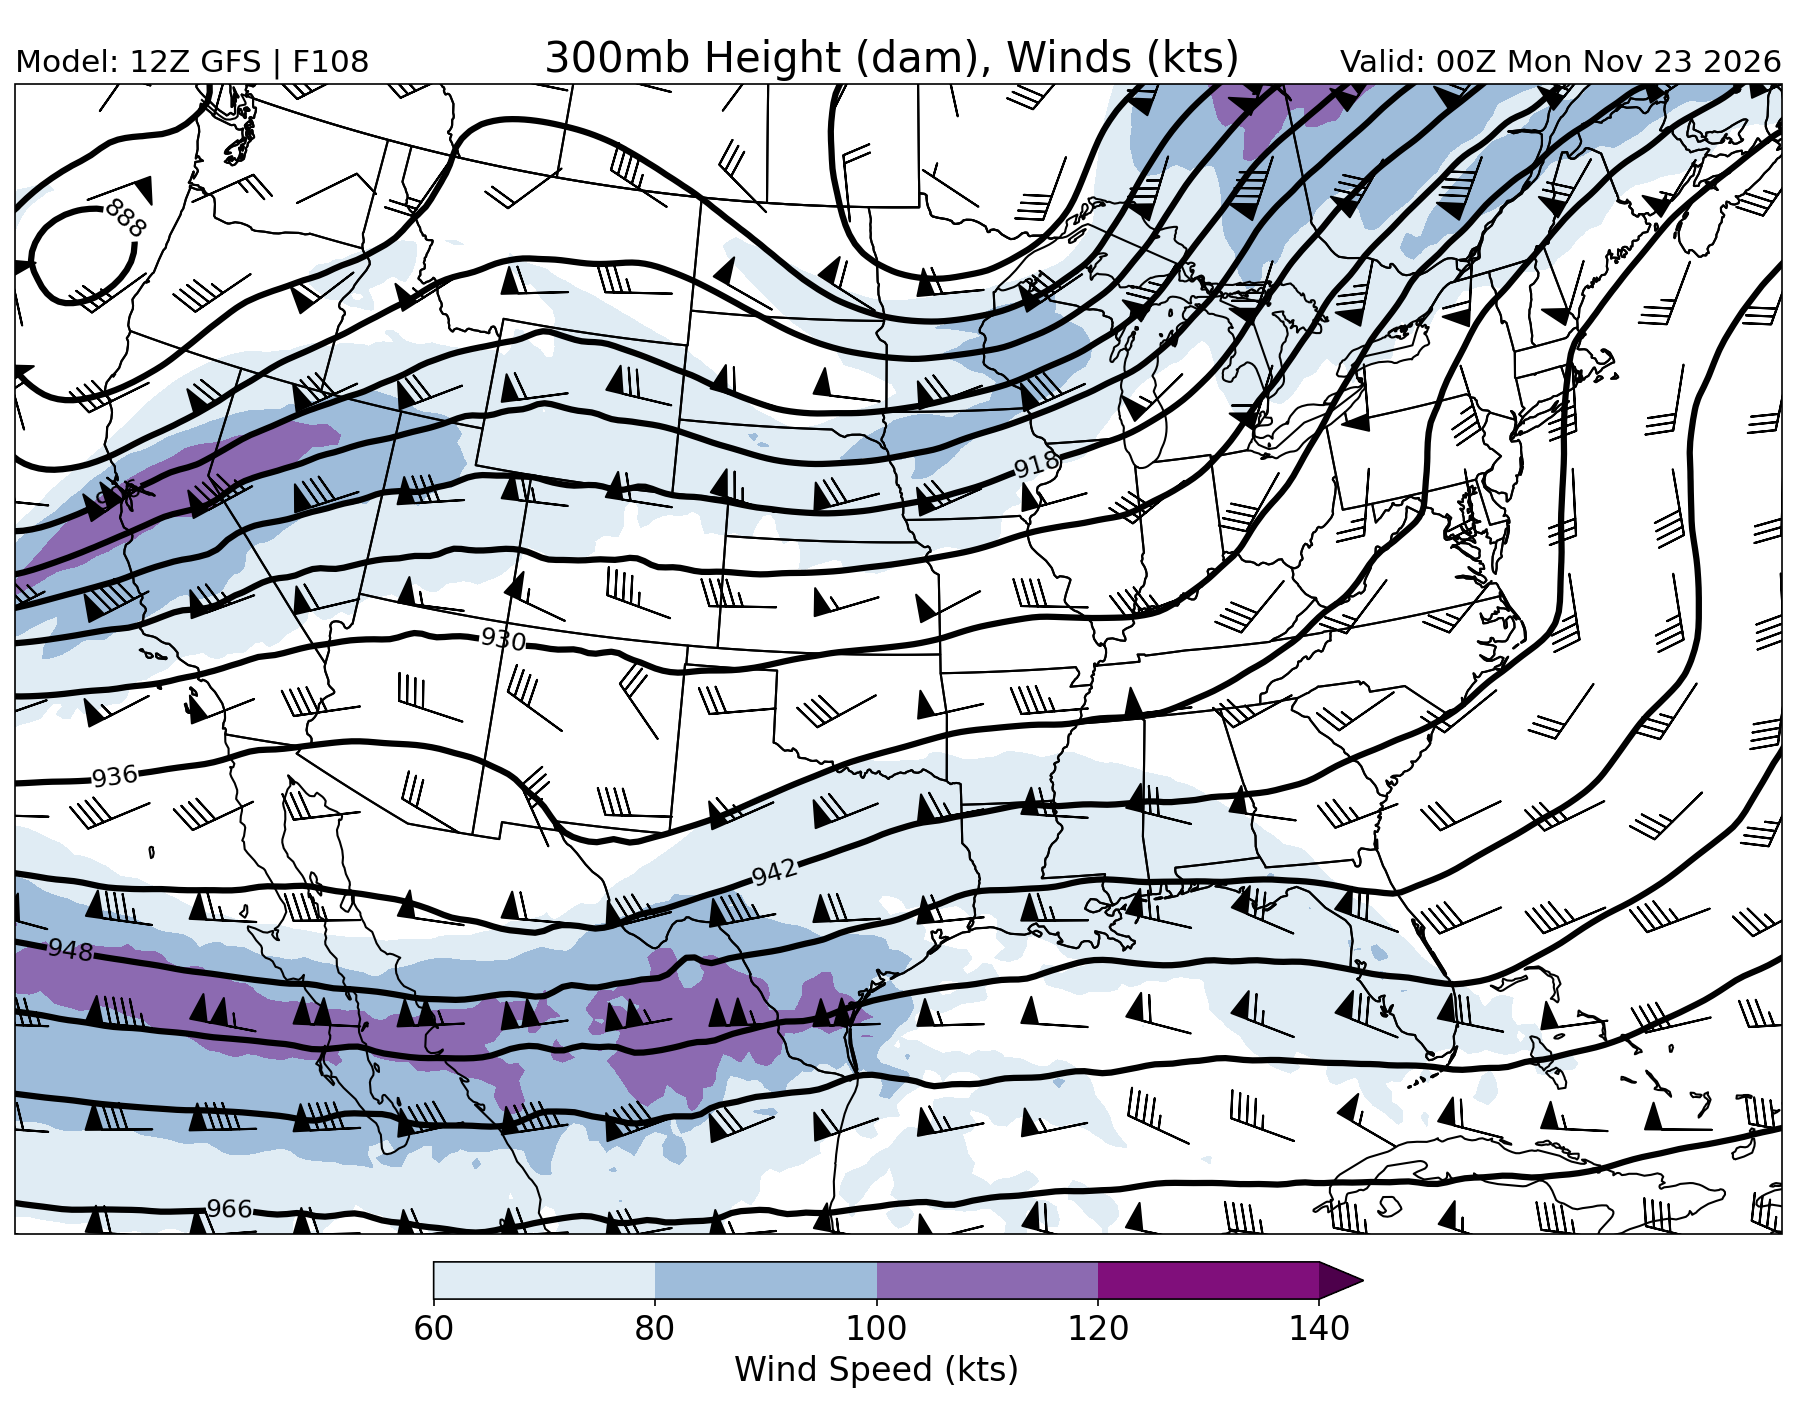 Model: 12Z GFS | F108
300mb Height (dam), Winds (kts)
Valid: 00Z Mon Nov 23 2026
888
918
930
936
942
948
966
60 80 100 120 140
Wind Speed (kts)